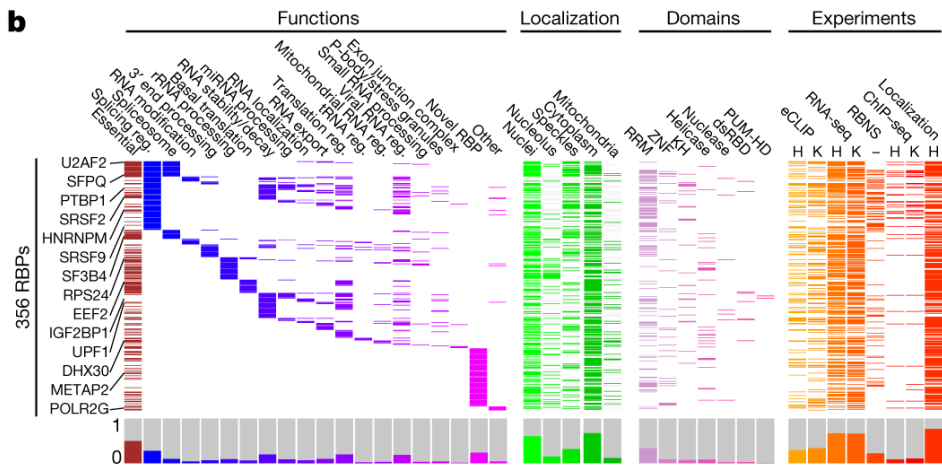 b
Functions
Localization
Domains
Experiments
Essential
Splicing reg.
Spliceosome
RNA modification
3′ end processing
rRNA processing
Basal translation
RNA stability/decay
miRNA processing
RNA localization
RNA export
Translation reg.
tRNA reg.
Mitochondrial RNA reg.
Viral RNA reg.
Small RNA processing
P-body/stress granules
Exon junction complex
Novel RBP
Other
Nuclei
Nucleolus
Speckles
Cytoplasm
Mitochondria
RRM
ZNF
KH
Helicase
Nuclease
dsRBD
PUM-HD
eCLIP
RNA-seq
RBNS
ChIP-seq
Localization
H K H K – H K H
356 RBPs
U2AF2
SFPQ
PTBP1
SRSF2
HNRNPM
SRSF9
SF3B4
RPS24
EEF2
IGF2BP1
UPF1
DHX30
METAP2
POLR2G
1
0